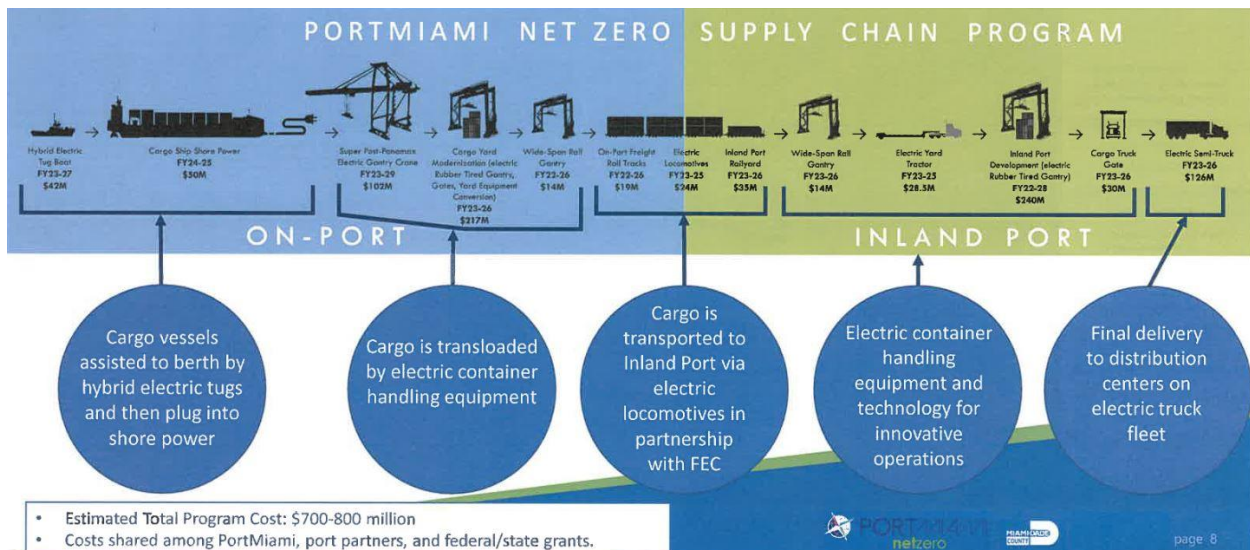 PORTMIAMI NET ZERO SUPPLY CHAIN PROGRAM
Hybrid Electric
Tug Boat
FY23-27
$42M
Cargo Ship Shore Power
FY24-25
$50M
Super Post-Panamax
Electric Gantry Crane
FY23-29
$102M
Cargo Yard
Modernization (electric
Rubber Tired Gantry,
Gates, Yard Equipment
Conversion)
FY23-26
$217M
Wide-Span Rail
Gantry
FY22-26
$14M
On-Port Freight
Rail Tracks
FY22-26
$19M
Electric
Locomotives
FY23-25
$24M
Inland Port
Railyard
FY23-26
$35M
Wide-Span Rail
Gantry
FY23-26
$14M
Electric Yard
Tractor
FY23-25
$28.5M
Inland Port
Development (electric
Rubber Tired Gantry)
FY22-28
$240M
Cargo Truck
Gate
FY23-26
$30M
Electric Semi-Truck
FY23-26
$126M
ON-PORT
INLAND PORT
Cargo vessels
assisted to berth by
hybrid electric tugs
and then plug into
shore power
Cargo is transloaded
by electric container
handling equipment
Cargo is
transported to
Inland Port via
electric
locomotives in
partnership
with FEC
Electric container
handling
equipment and
technology for
innovative
operations
Final delivery
to distribution
centers on
electric truck
fleet
• Estimated Total Program Cost: $700-800 million
• Costs shared among PortMiami, port partners, and federal/state grants.
PORTMIAMI
netzero
MIAMI-DADE
COUNTY
page 8